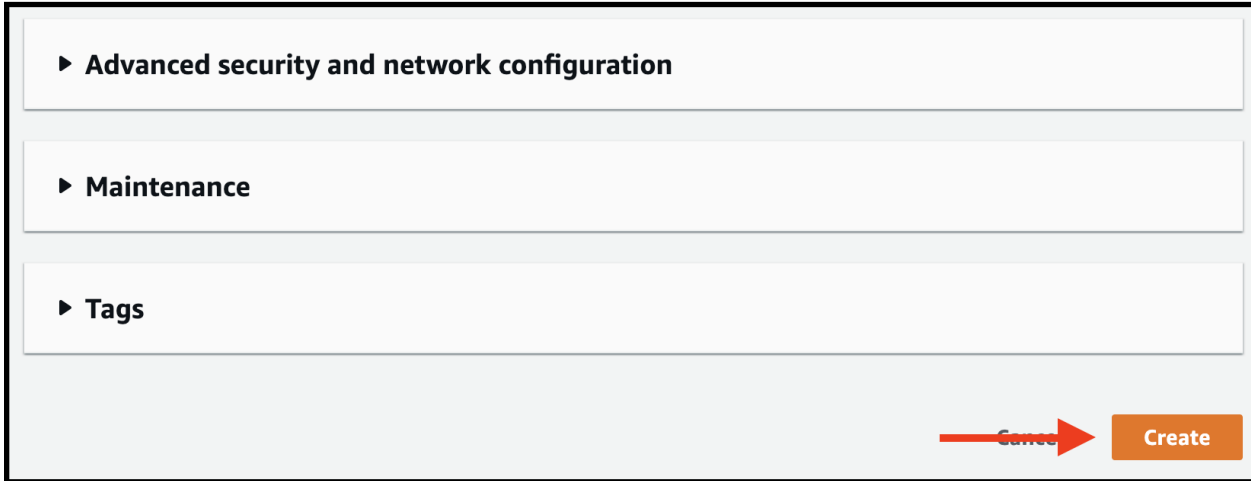 Advanced security and network configuration
Maintenance
Tags
Create